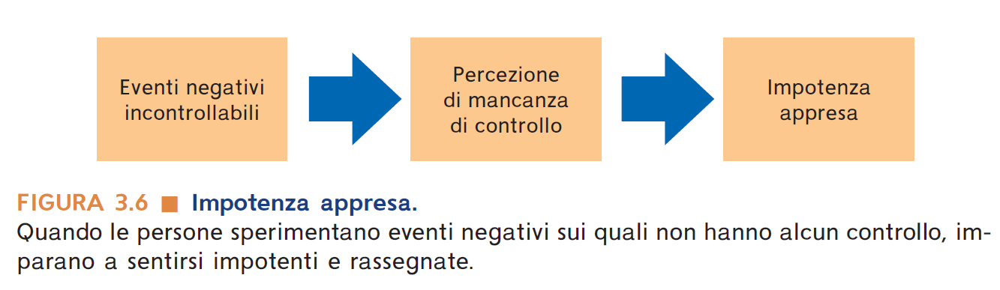 Eventi negativi
incontrollabili
Percezione
di mancanza
di controllo
Impotenza
appresa
FIGURA 3.6 ■ Impotenza appresa.
Quando le persone sperimentano eventi negativi sui quali non hanno alcun controllo, im-
parano a sentirsi impotenti e rassegnate.